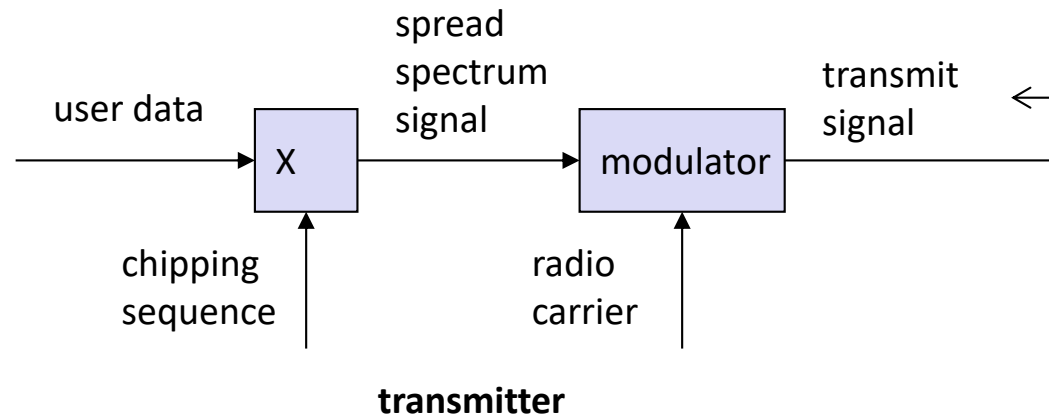 spread
spectrum
signal
user data
transmit
signal
X
modulator
chipping
sequence
radio
carrier
transmitter